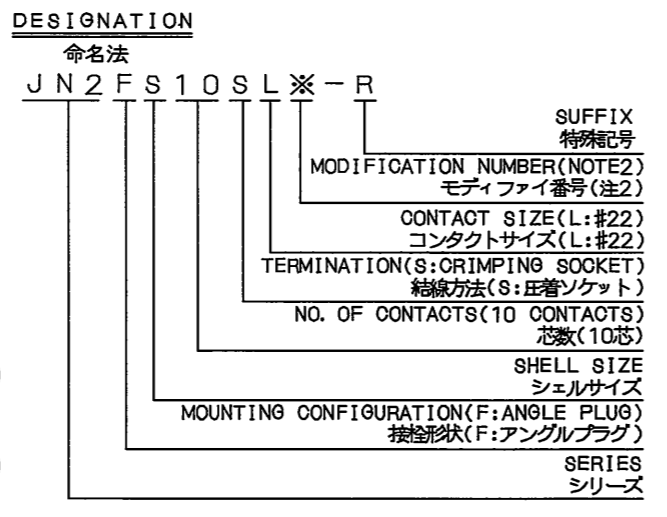 DESIGNATION
命名法
JN2FS10SL※-R
SUFFIX
特殊記号
MODIFICATION NUMBER(NOTE2)
モディファイ番号(注2)
CONTACT SIZE(L:#22)
コンタクトサイズ(L:#22)
TERMINATION(S:CRIMPING SOCKET)
結線方法(S:圧着ソケット)
NO. OF CONTACTS(10 CONTACTS)
芯数(10芯)
SHELL SIZE
シェルサイズ
MOUNTING CONFIGURATION(F:ANGLE PLUG)
接栓形状(F:アングルプラグ)
SERIES
シリーズ